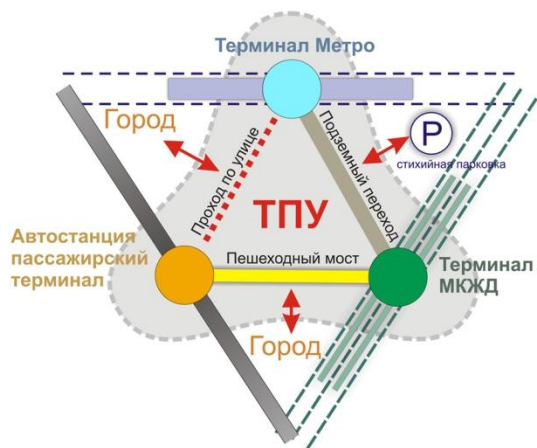 Терминал Метро
Город
P
стихийная парковка
Проход по улице
Подземный переход
ТПУ
Автостанция
пассажирский
терминал
Пешеходный мост
Терминал
МКЖД
Город